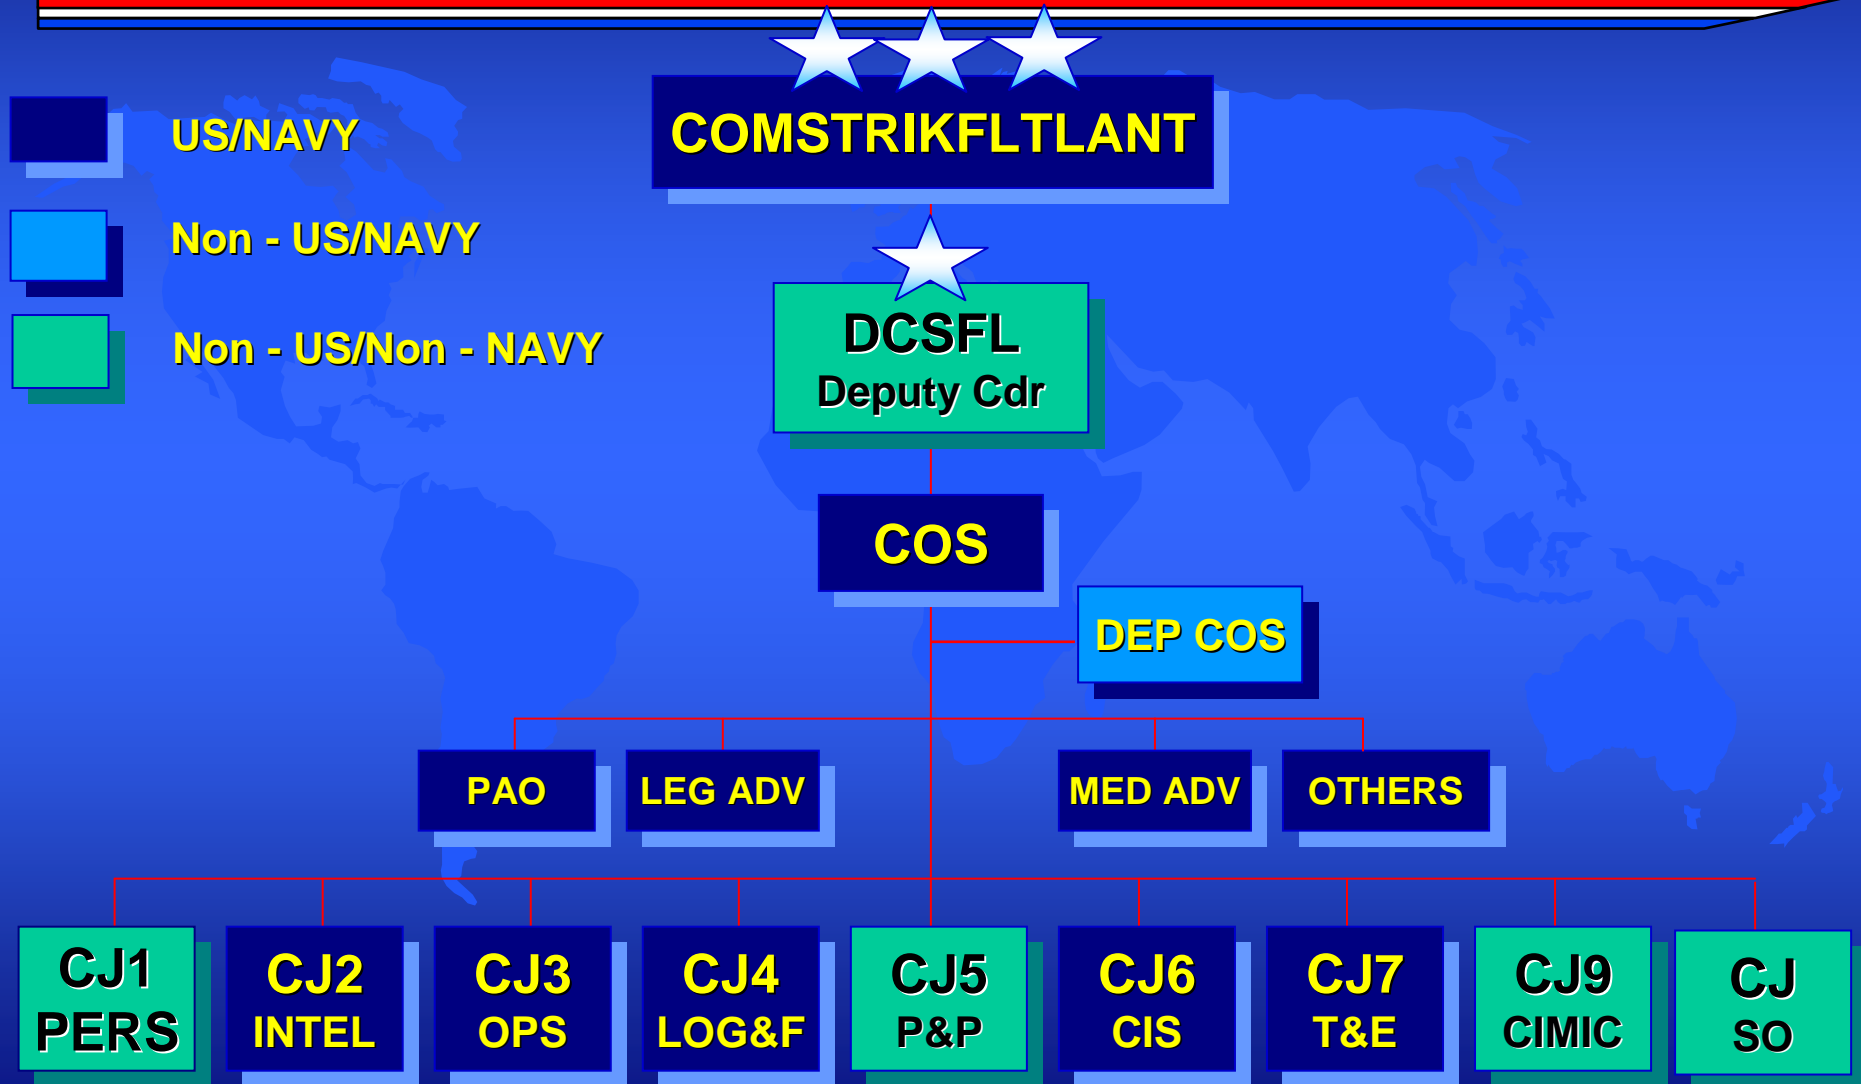 COMSTRIKFLTLANT
US/NAVY
Non - US/NAVY
Non - US/Non - NAVY
DCSFL
Deputy Cdr
COS
DEP COS
PAO
LEG ADV
MED ADV
OTHERS
CJ1
PERS
CJ2
INTEL
CJ3
OPS
CJ4
LOG&F
CJ5
P&P
CJ6
CIS
CJ7
T&E
CJ9
CIMIC
CJ
SO